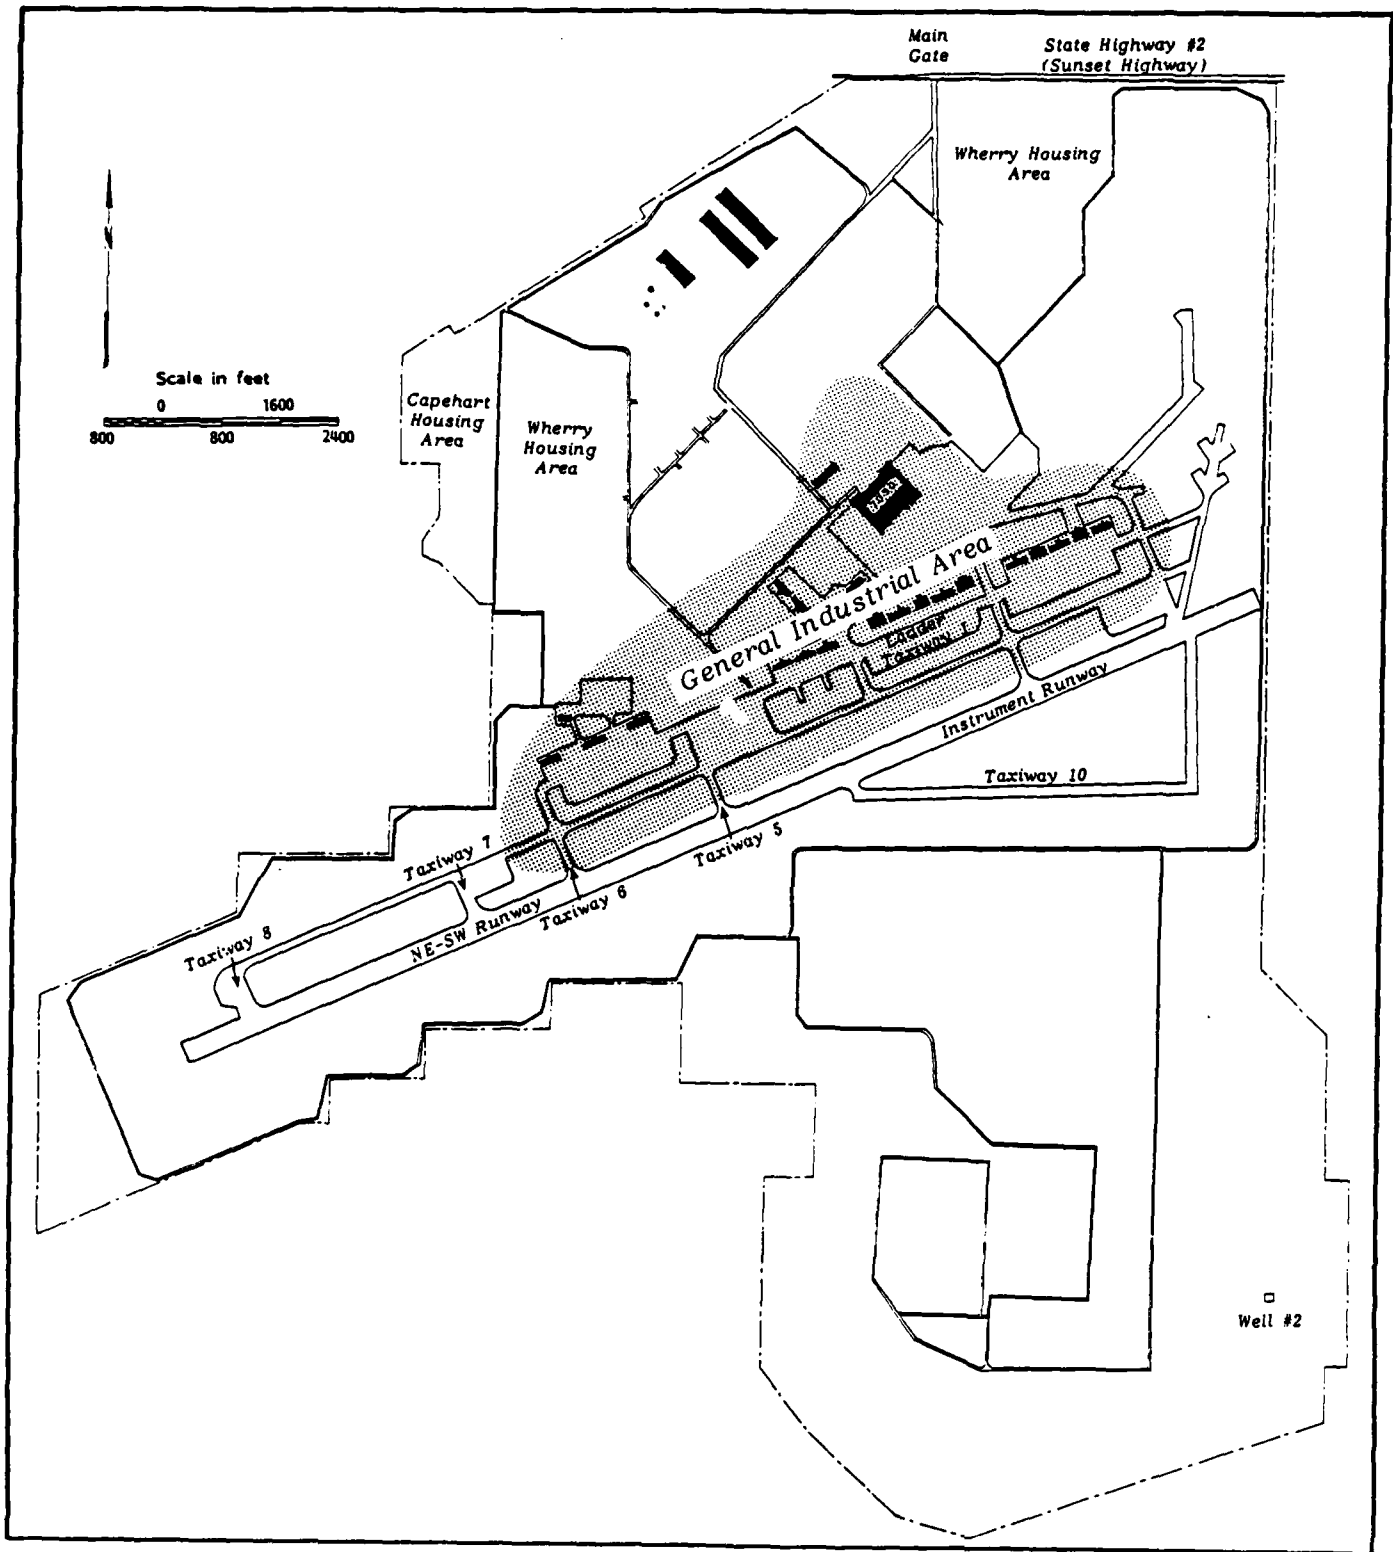 Main
Gate
State Highway #2
(Sunset Highway)
Wherry Housing
Area
Scale in feet
0 1600
800 800 2400
Capehart
Housing
Area
Wherry
Housing
Area
General Industrial Area
Ladder
Taxiway 1
Instrument Runway
Taxiway 10
Taxiway 5
Taxiway 7
Taxiway 6
NE-SW Runway
Taxiway 8
Well #2